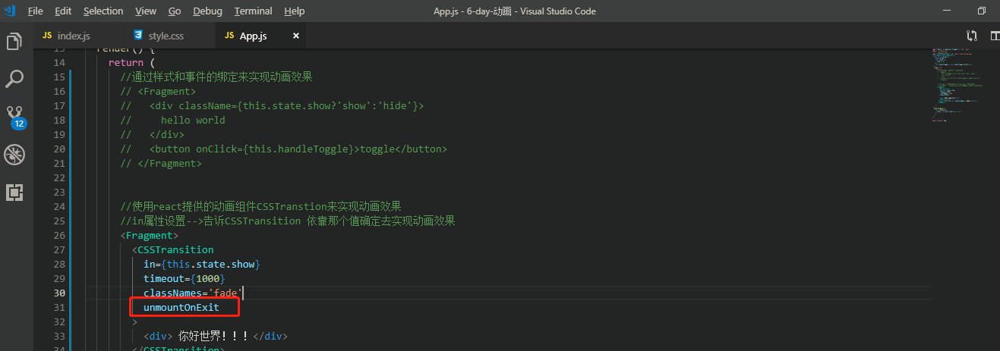 File Edit Selection View Go Debug Terminal Help App.js - 6-day-动画 - Visual Studio Code
JS index.js style.css JS App.js ×
13 render() {
14 return (
15 //通过样式和事件的绑定来实现动画效果
16 // <Fragment>
17 // <div className={this.state.show?'show':'hide'}>
18 // hello world
19 // </div>
20 // <button onClick={this.handleToggle}>toggle</button>
21 // </Fragment>
22
23
24 //使用react提供的动画组件CSSTranstion来实现动画效果
25 //in属性设置-->告诉CSSTransition 依靠那个值确定去实现动画效果
26 <Fragment>
27 <CSSTransition
28 in={this.state.show}
29 timeout={1000}
30 classNames='fade'
31 unmountOnExit
32 >
33 <div> 你好世界！！！</div>
34 </CSSTransition>
12